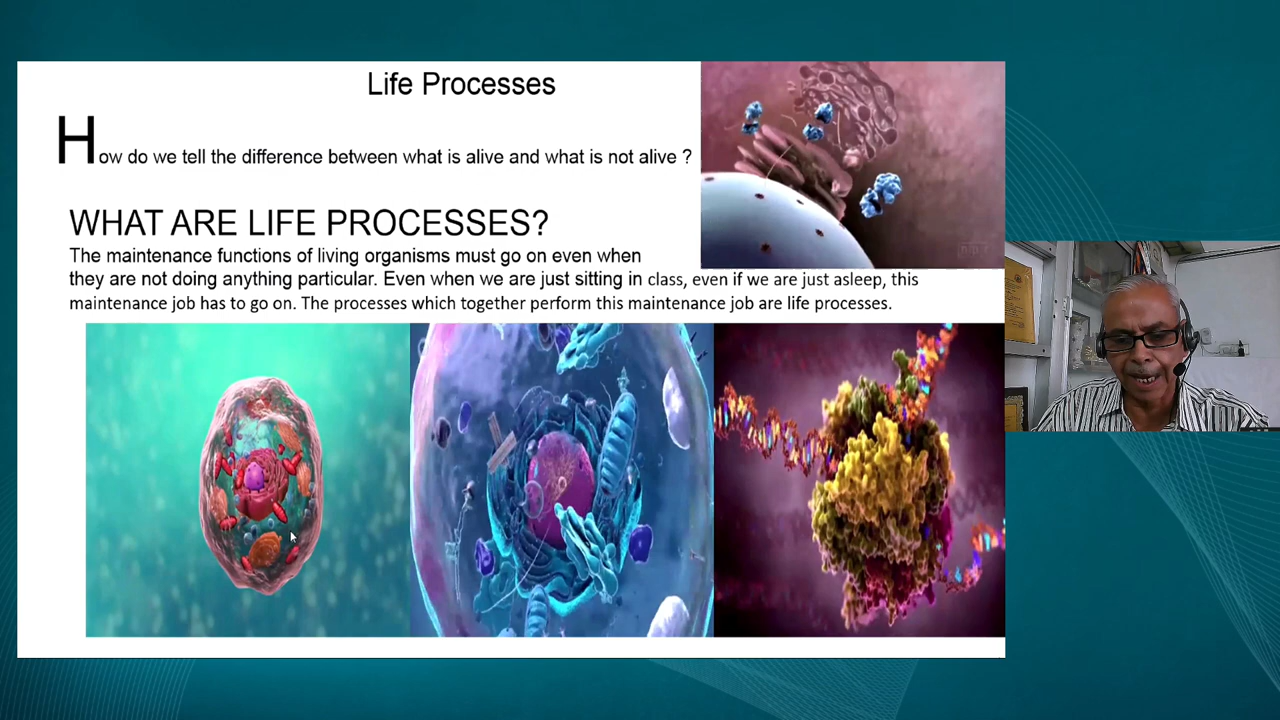 Life Processes
How do we tell the difference between what is alive and what is not alive ?
WHAT ARE LIFE PROCESSES?
The maintenance functions of living organisms must go on even when
they are not doing anything particular. Even when we are just sitting in class, even if we are just asleep, this
maintenance job has to go on. The processes which together perform this maintenance job are life processes.